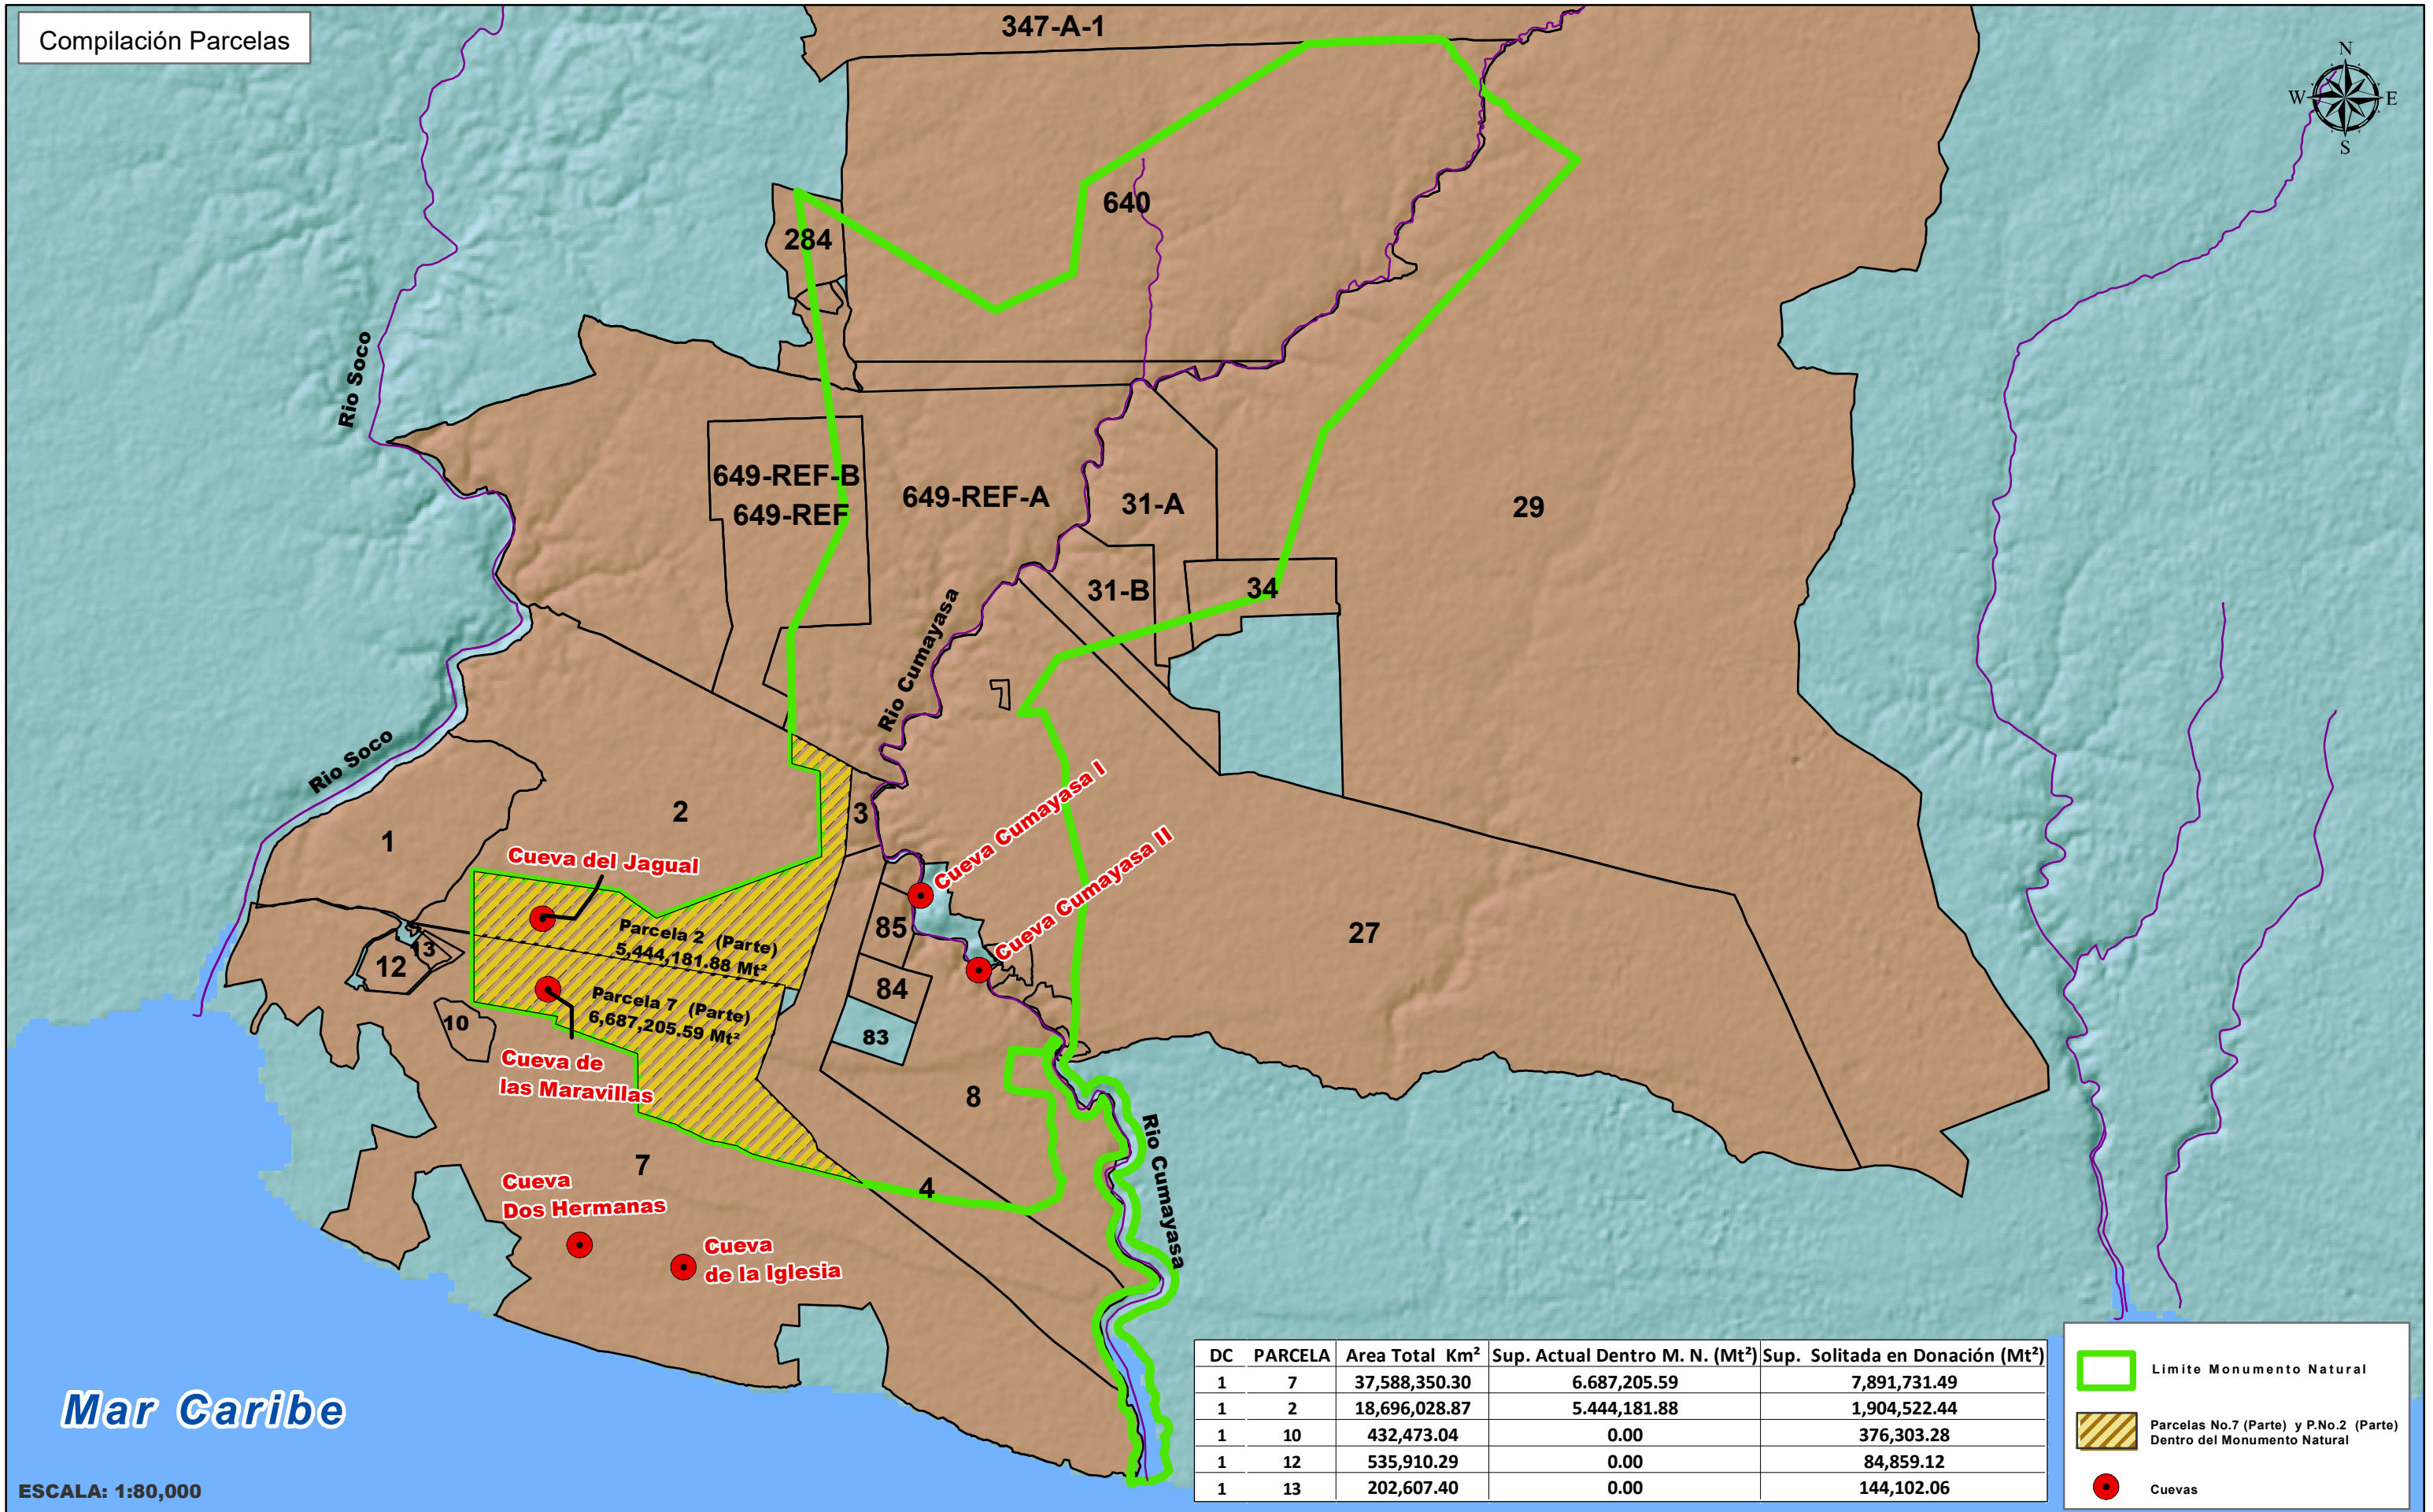 Compilación Parcelas
347-A-1
N
W E
S
640
284
Rio Soco
649-REF-B
649-REF
649-REF-A
31-A
29
31-B
34
Rio Cumayasa
Rio Soco
2
3
1
Cueva Cumayasa I
Cueva del Jagual
Cueva Cumayasa II
85
27
Parcela 2 (Parte)
5,444,181.88 Mt²
13
12
84
Parcela 7 (Parte)
6,687,205.59 Mt²
10
83
Cueva de
las Maravillas
8
7
4
Rio Cumayasa
Cueva
Dos Hermanas
Cueva
de la Iglesia
Mar Caribe
ESCALA: 1:80,000
DC PARCELA Area Total Km² Sup. Actual Dentro M. N. (Mt²) Sup. Solitada en Donación (Mt²)
1 7 37,588,350.30 6.687,205.59 7,891,731.49
1 2 18,696,028.87 5.444,181.88 1,904,522.44
1 10 432,473.04 0.00 376,303.28
1 12 535,910.29 0.00 84,859.12
1 13 202,607.40 0.00 144,102.06
Limite Monumento Natural
Parcelas No.7 (Parte) y P.No.2 (Parte)
Dentro del Monumento Natural
Cuevas